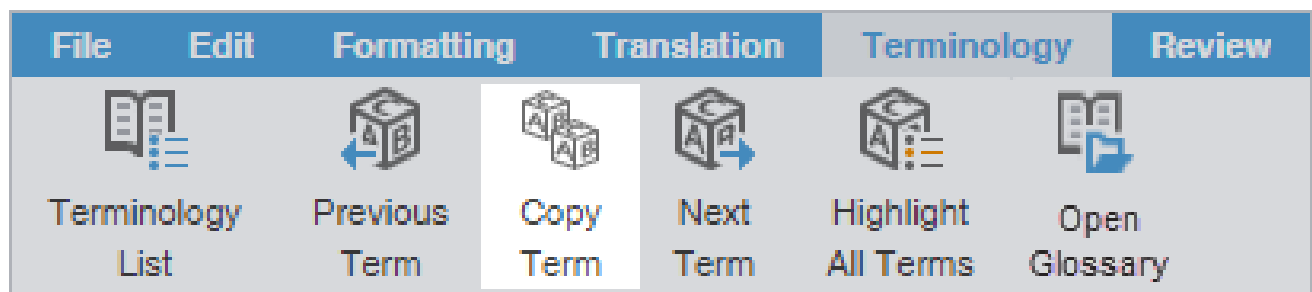 File Edit Formatting Translation Terminology Review
Terminology Previous Copy Next Highlight Open
List Term Term Term All Terms Glossary